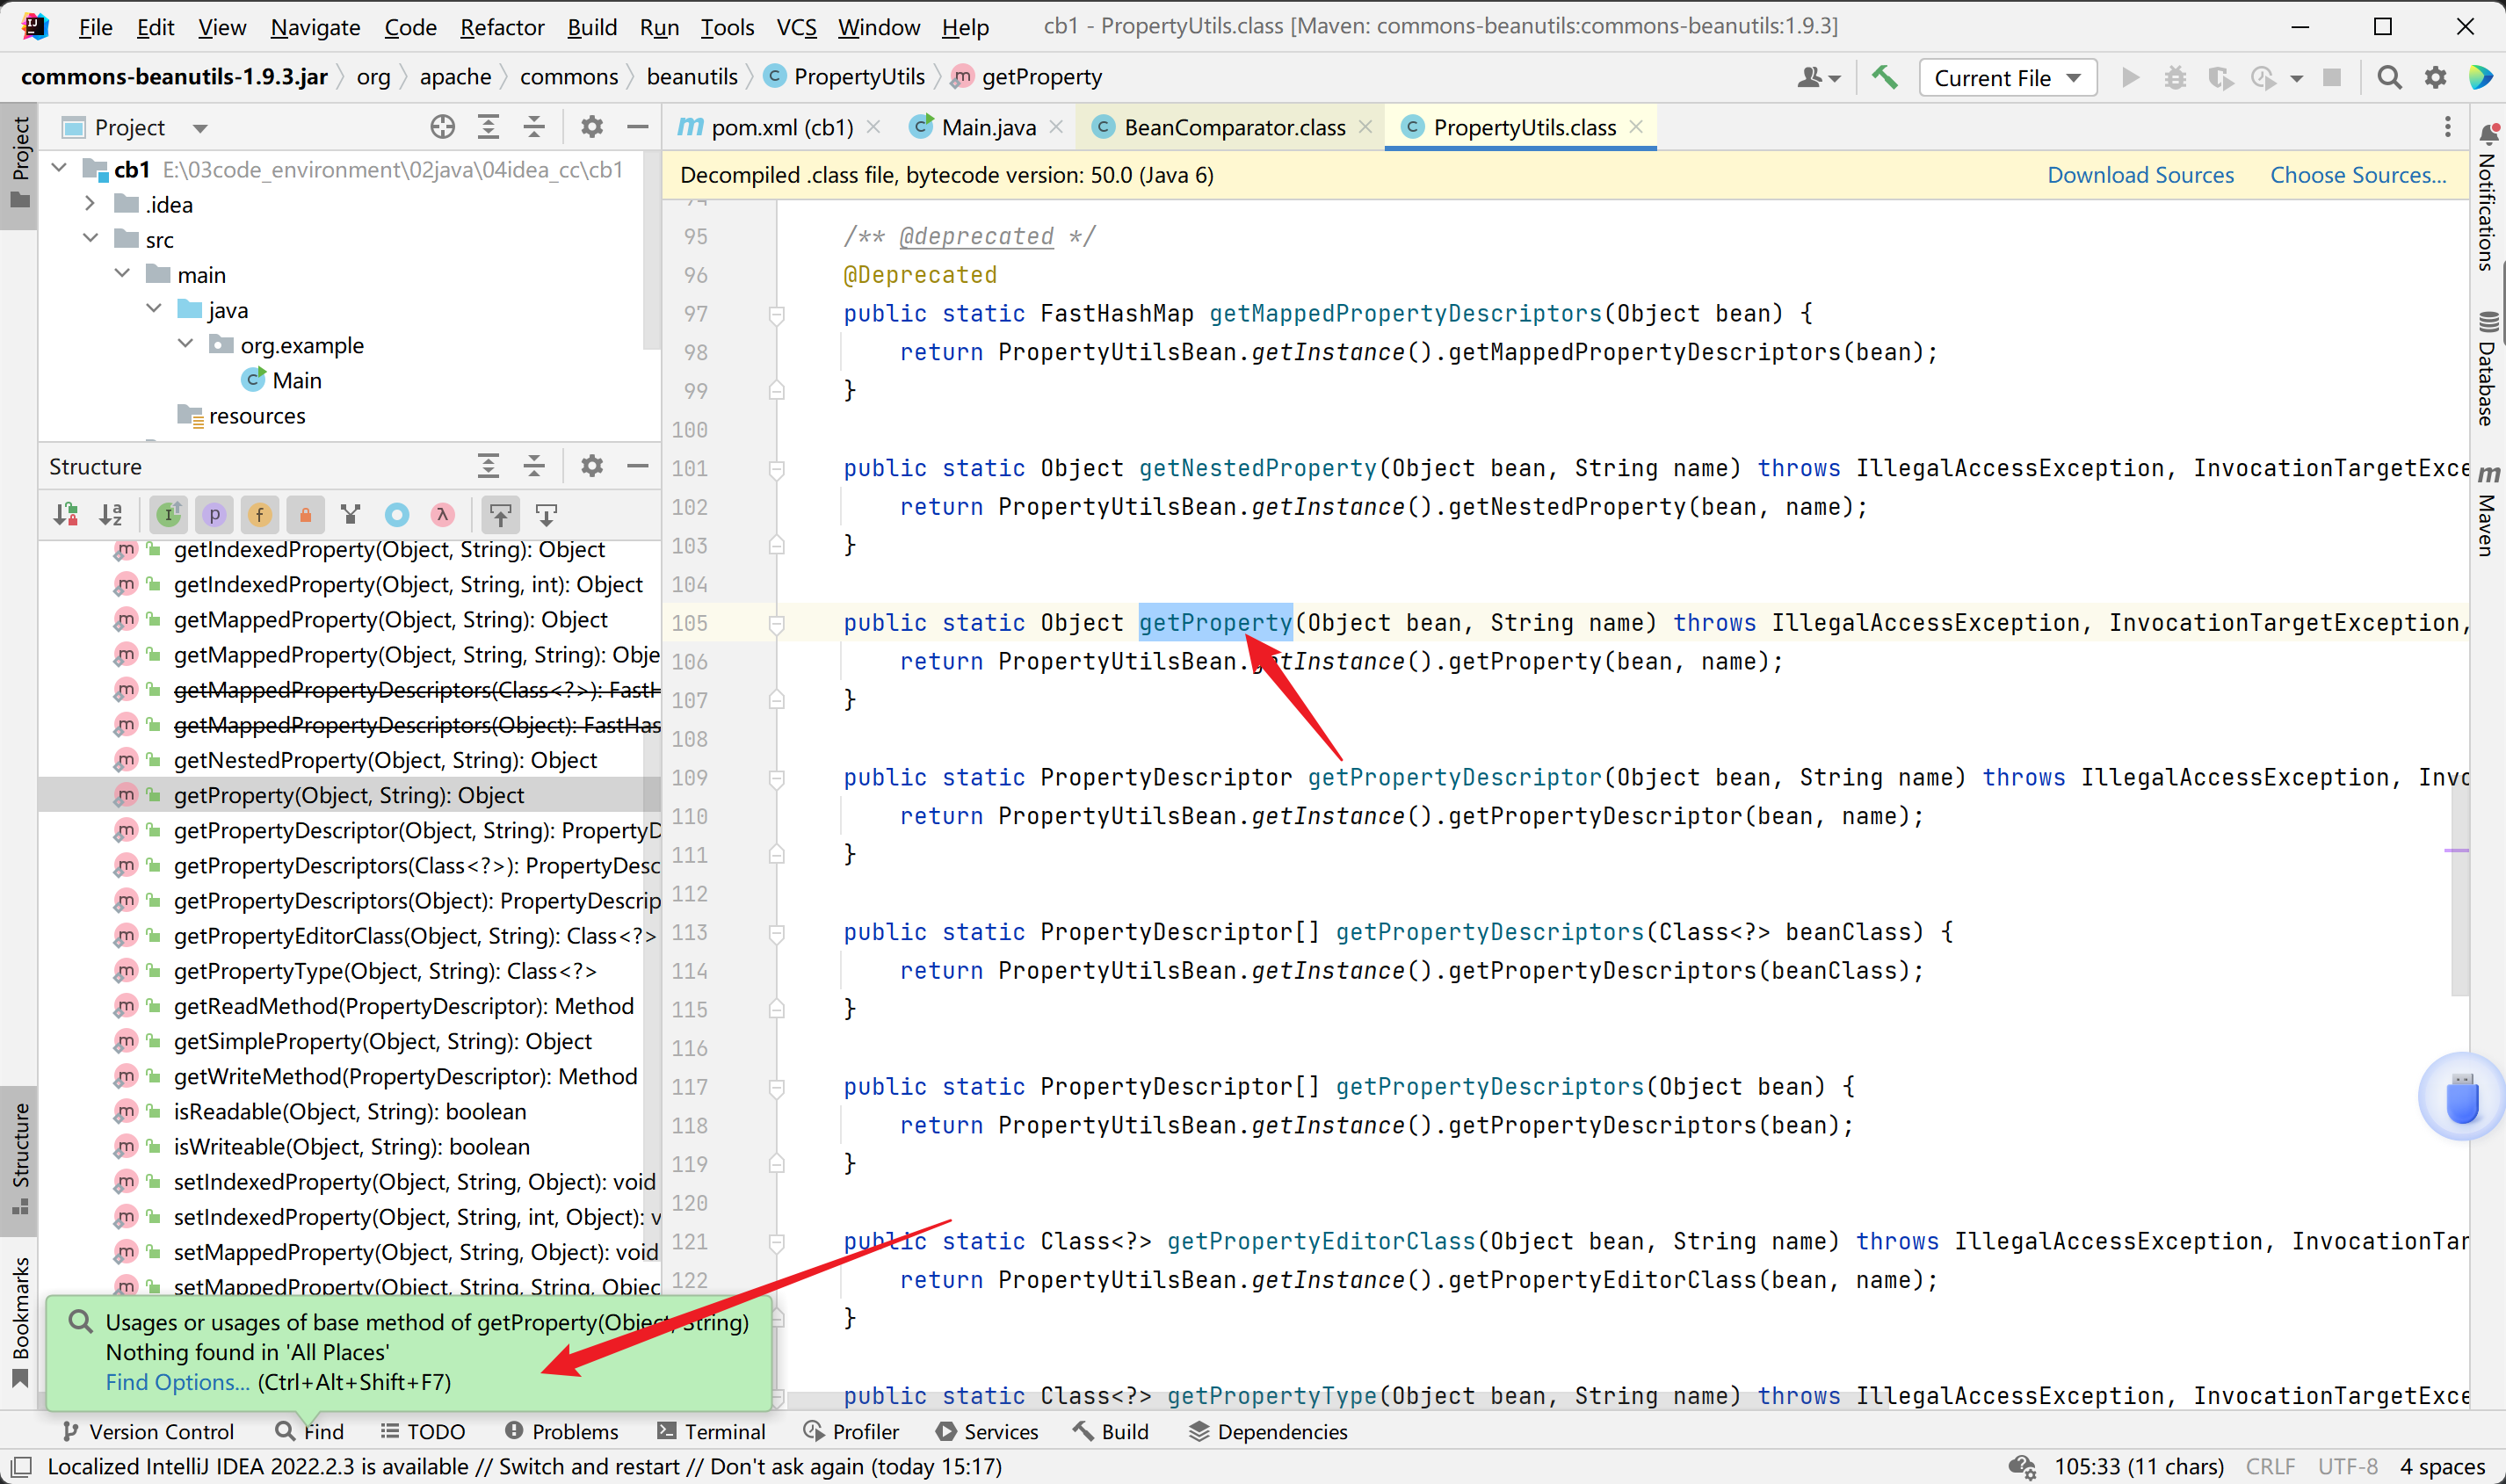 File Edit View Navigate Code Refactor Build Run Tools VCS Window Help cb1 - PropertyUtils.class [Maven: commons-beanutils:commons-beanutils:1.9.3]
commons-beanutils-1.9.3.jar org apache commons beanutils PropertyUtils getProperty Current File
Project
pom.xml (cb1) Main.java BeanComparator.class PropertyUtils.class
Decompiled .class file, bytecode version: 50.0 (Java 6) Download Sources Choose Sources...
cb1 E:\03code_environment\02java\04idea_cc\cb1
.idea
src
main
java
org.example
Main
resources
Structure
getIndexedProperty(Object, String): Object
getIndexedProperty(Object, String, int): Object
getMappedProperty(Object, String): Object
getMappedProperty(Object, String, String): Obje
getMappedPropertyDescriptors(Class<?>): FastH
getMappedPropertyDescriptors(Object): FastHas
getNestedProperty(Object, String): Object
getProperty(Object, String): Object
getPropertyDescriptor(Object, String): PropertyD
getPropertyDescriptors(Class<?>): PropertyDesc
getPropertyDescriptors(Object): PropertyDescrip
getPropertyEditorClass(Object, String): Class<?>
getPropertyType(Object, String): Class<?>
getReadMethod(PropertyDescriptor): Method
getSimpleProperty(Object, String): Object
getWriteMethod(PropertyDescriptor): Method
isReadable(Object, String): boolean
isWriteable(Object, String): boolean
setIndexedProperty(Object, String, Object): void
setIndexedProperty(Object, String, int, Object): v
setMappedProperty(Object, String, Object): void
setMappedProperty(Object, String, String, Objec
95 /** @deprecated */
96 @Deprecated
97 public static FastHashMap getMappedPropertyDescriptors(Object bean) {
98 return PropertyUtilsBean.getInstance().getMappedPropertyDescriptors(bean);
99 }
100
101 public static Object getNestedProperty(Object bean, String name) throws IllegalAccessException, InvocationTargetExce
102 return PropertyUtilsBean.getInstance().getNestedProperty(bean, name);
103 }
104
105 public static Object getProperty(Object bean, String name) throws IllegalAccessException, InvocationTargetException,
106 return PropertyUtilsBean.getInstance().getProperty(bean, name);
107 }
108
109 public static PropertyDescriptor getPropertyDescriptor(Object bean, String name) throws IllegalAccessException, Invo
110 return PropertyUtilsBean.getInstance().getPropertyDescriptor(bean, name);
111 }
112
113 public static PropertyDescriptor[] getPropertyDescriptors(Class<?> beanClass) {
114 return PropertyUtilsBean.getInstance().getPropertyDescriptors(beanClass);
115 }
116
117 public static PropertyDescriptor[] getPropertyDescriptors(Object bean) {
118 return PropertyUtilsBean.getInstance().getPropertyDescriptors(bean);
119 }
120
121 public static Class<?> getPropertyEditorClass(Object bean, String name) throws IllegalAccessException, InvocationTar
122 return PropertyUtilsBean.getInstance().getPropertyEditorClass(bean, name);
}
public static Class<?> getPropertyType(Object bean, String name) throws IllegalAccessException, InvocationTargetExce
Usages or usages of base method of getProperty(Object, String)
Nothing found in 'All Places'
Find Options... (Ctrl+Alt+Shift+F7)
Project
Structure
Bookmarks
Notifications
Database
Maven
Version Control Find TODO Problems Terminal Profiler Services Build Dependencies
Localized IntelliJ IDEA 2022.2.3 is available // Switch and restart // Don't ask again (today 15:17) 105:33 (11 chars) CRLF UTF-8 4 spaces